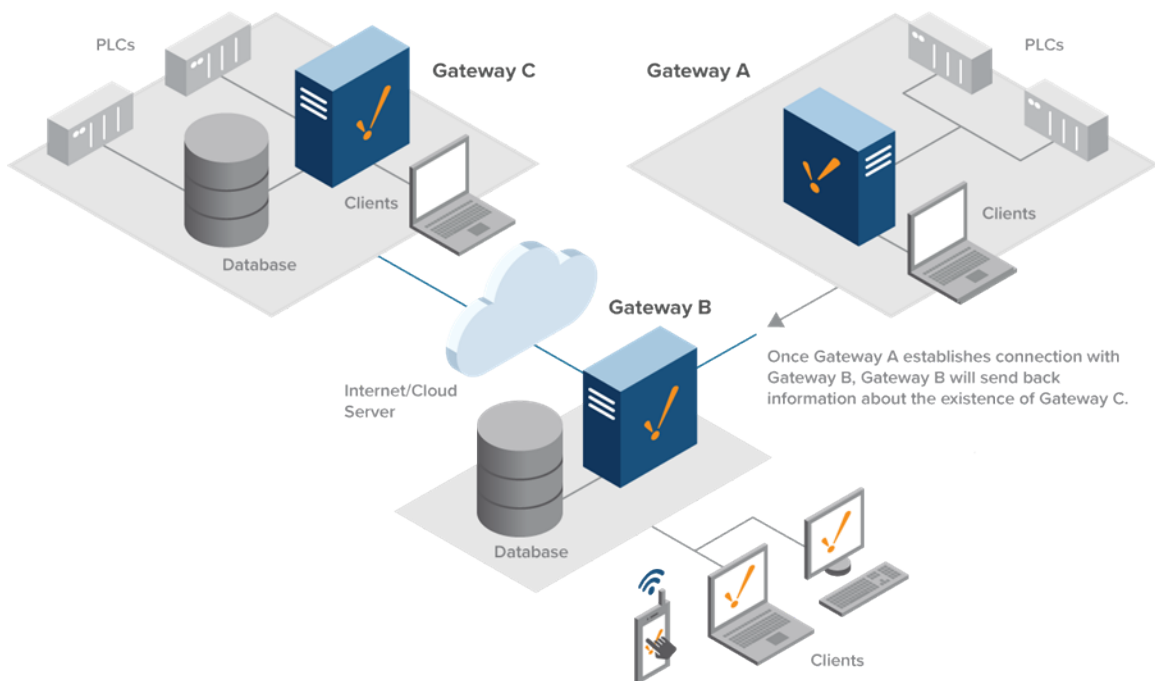 PLCs
Gateway C
Gateway A
PLCs
Clients
Clients
Database
Gateway B
Once Gateway A establishes connection with
Gateway B, Gateway B will send back
information about the existence of Gateway C.
Internet/Cloud
Server
Database
Clients